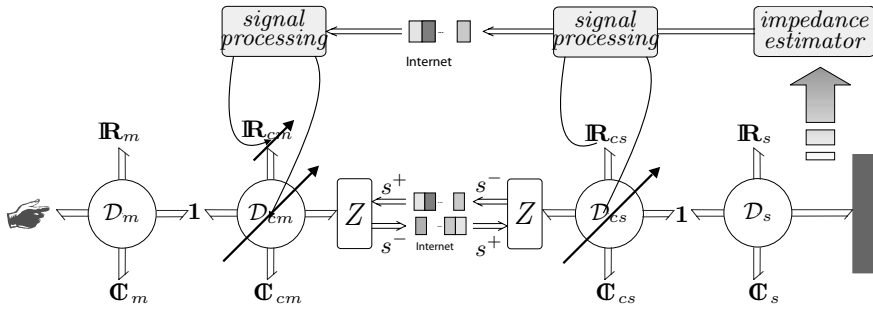 signal processing
signal processing
impedance estimator
Internet
ℝ_m
ℝ_cm
ℝ_cs
ℝ_s
s⁺
s⁻
𝒟_m
1
𝒟_cm
Z
Z
𝒟_cs
1
𝒟_s
s⁻
Internet
s⁺
ℂ_m
ℂ_cm
ℂ_cs
ℂ_s